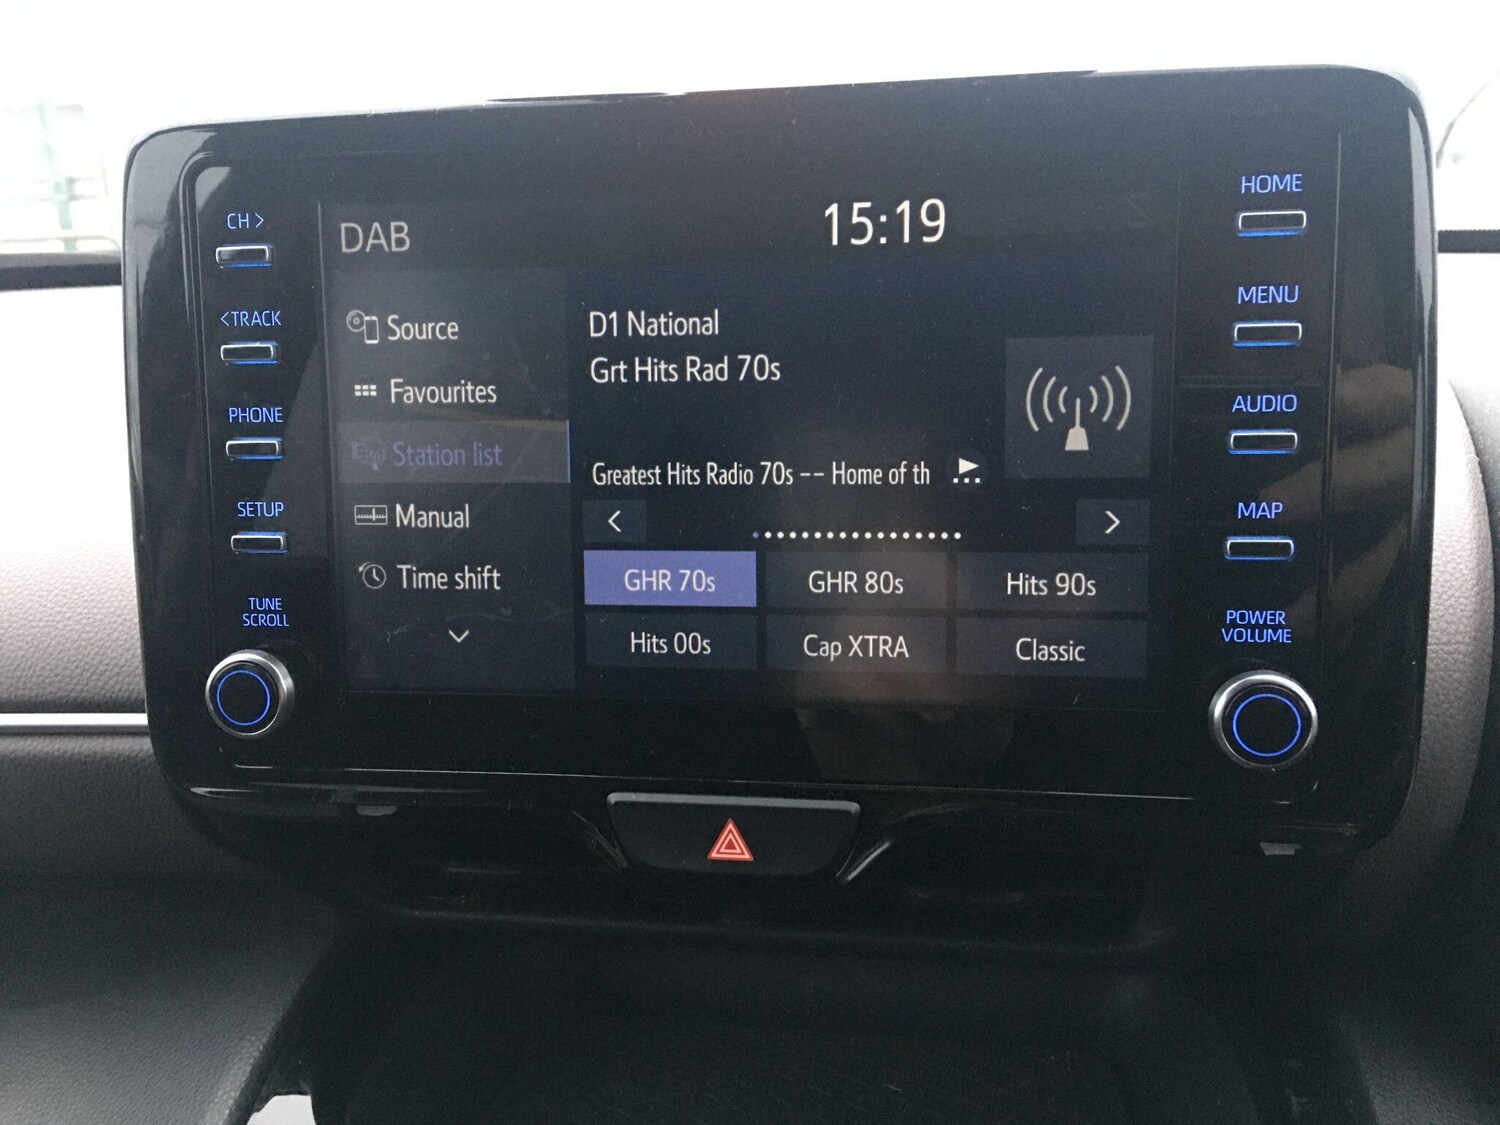 DAB
15:19
CH >
<TRACK
PHONE
SETUP
TUNE
SCROLL
Source
Favourites
Station list
Manual
Time shift
D1 National
Grt Hits Rad 70s
Greatest Hits Radio 70s -- Home of th
<
>
GHR 70s
GHR 80s
Hits 90s
Hits 00s
Cap XTRA
Classic
HOME
MENU
AUDIO
MAP
POWER
VOLUME